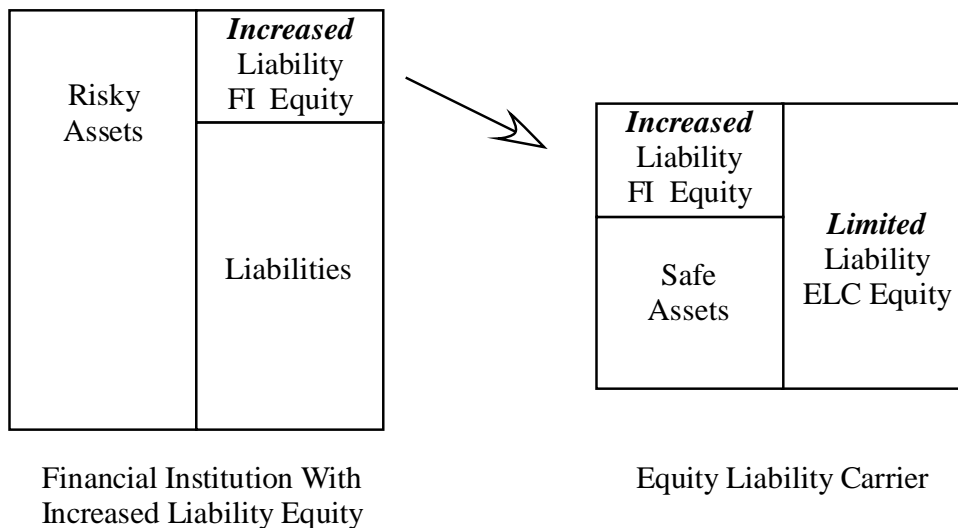 Increased
Liability
FI Equity
Risky
Assets
Liabilities
Increased
Liability
FI Equity
Safe
Assets
Limited
Liability
ELC Equity
Financial Institution With
Increased Liability Equity
Equity Liability Carrier